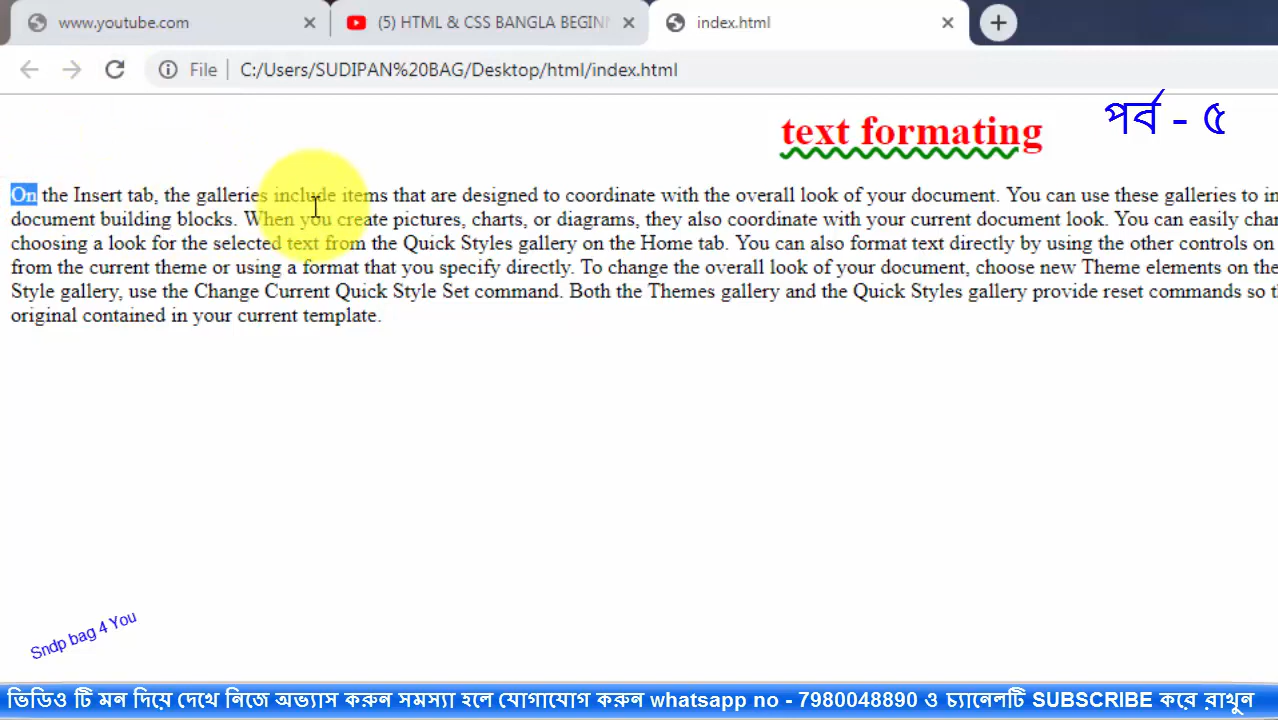 www.youtube.com
(5) HTML & CSS BANGLA BEGIN
index.html
File C:/Users/SUDIPAN%20BAG/Desktop/html/index.html
text formating
পর্ব - ৫
On the Insert tab, the galleries include items that are designed to coordinate with the overall look of your document. You can use these galleries to in
document building blocks. When you create pictures, charts, or diagrams, they also coordinate with your current document look. You can easily chan
choosing a look for the selected text from the Quick Styles gallery on the Home tab. You can also format text directly by using the other controls on
from the current theme or using a format that you specify directly. To change the overall look of your document, choose new Theme elements on the
Style gallery, use the Change Current Quick Style Set command. Both the Themes gallery and the Quick Styles gallery provide reset commands so t
original contained in your current template.
Sndp bag 4 You
ভিডিও টি মন দিয়ে দেখে নিজে অভ্যাস করুন সমস্যা হলে যোগাযোগ করুন whatsapp no - 7980048890 ও চ্যানেলটি SUBSCRIBE করে রাখুন